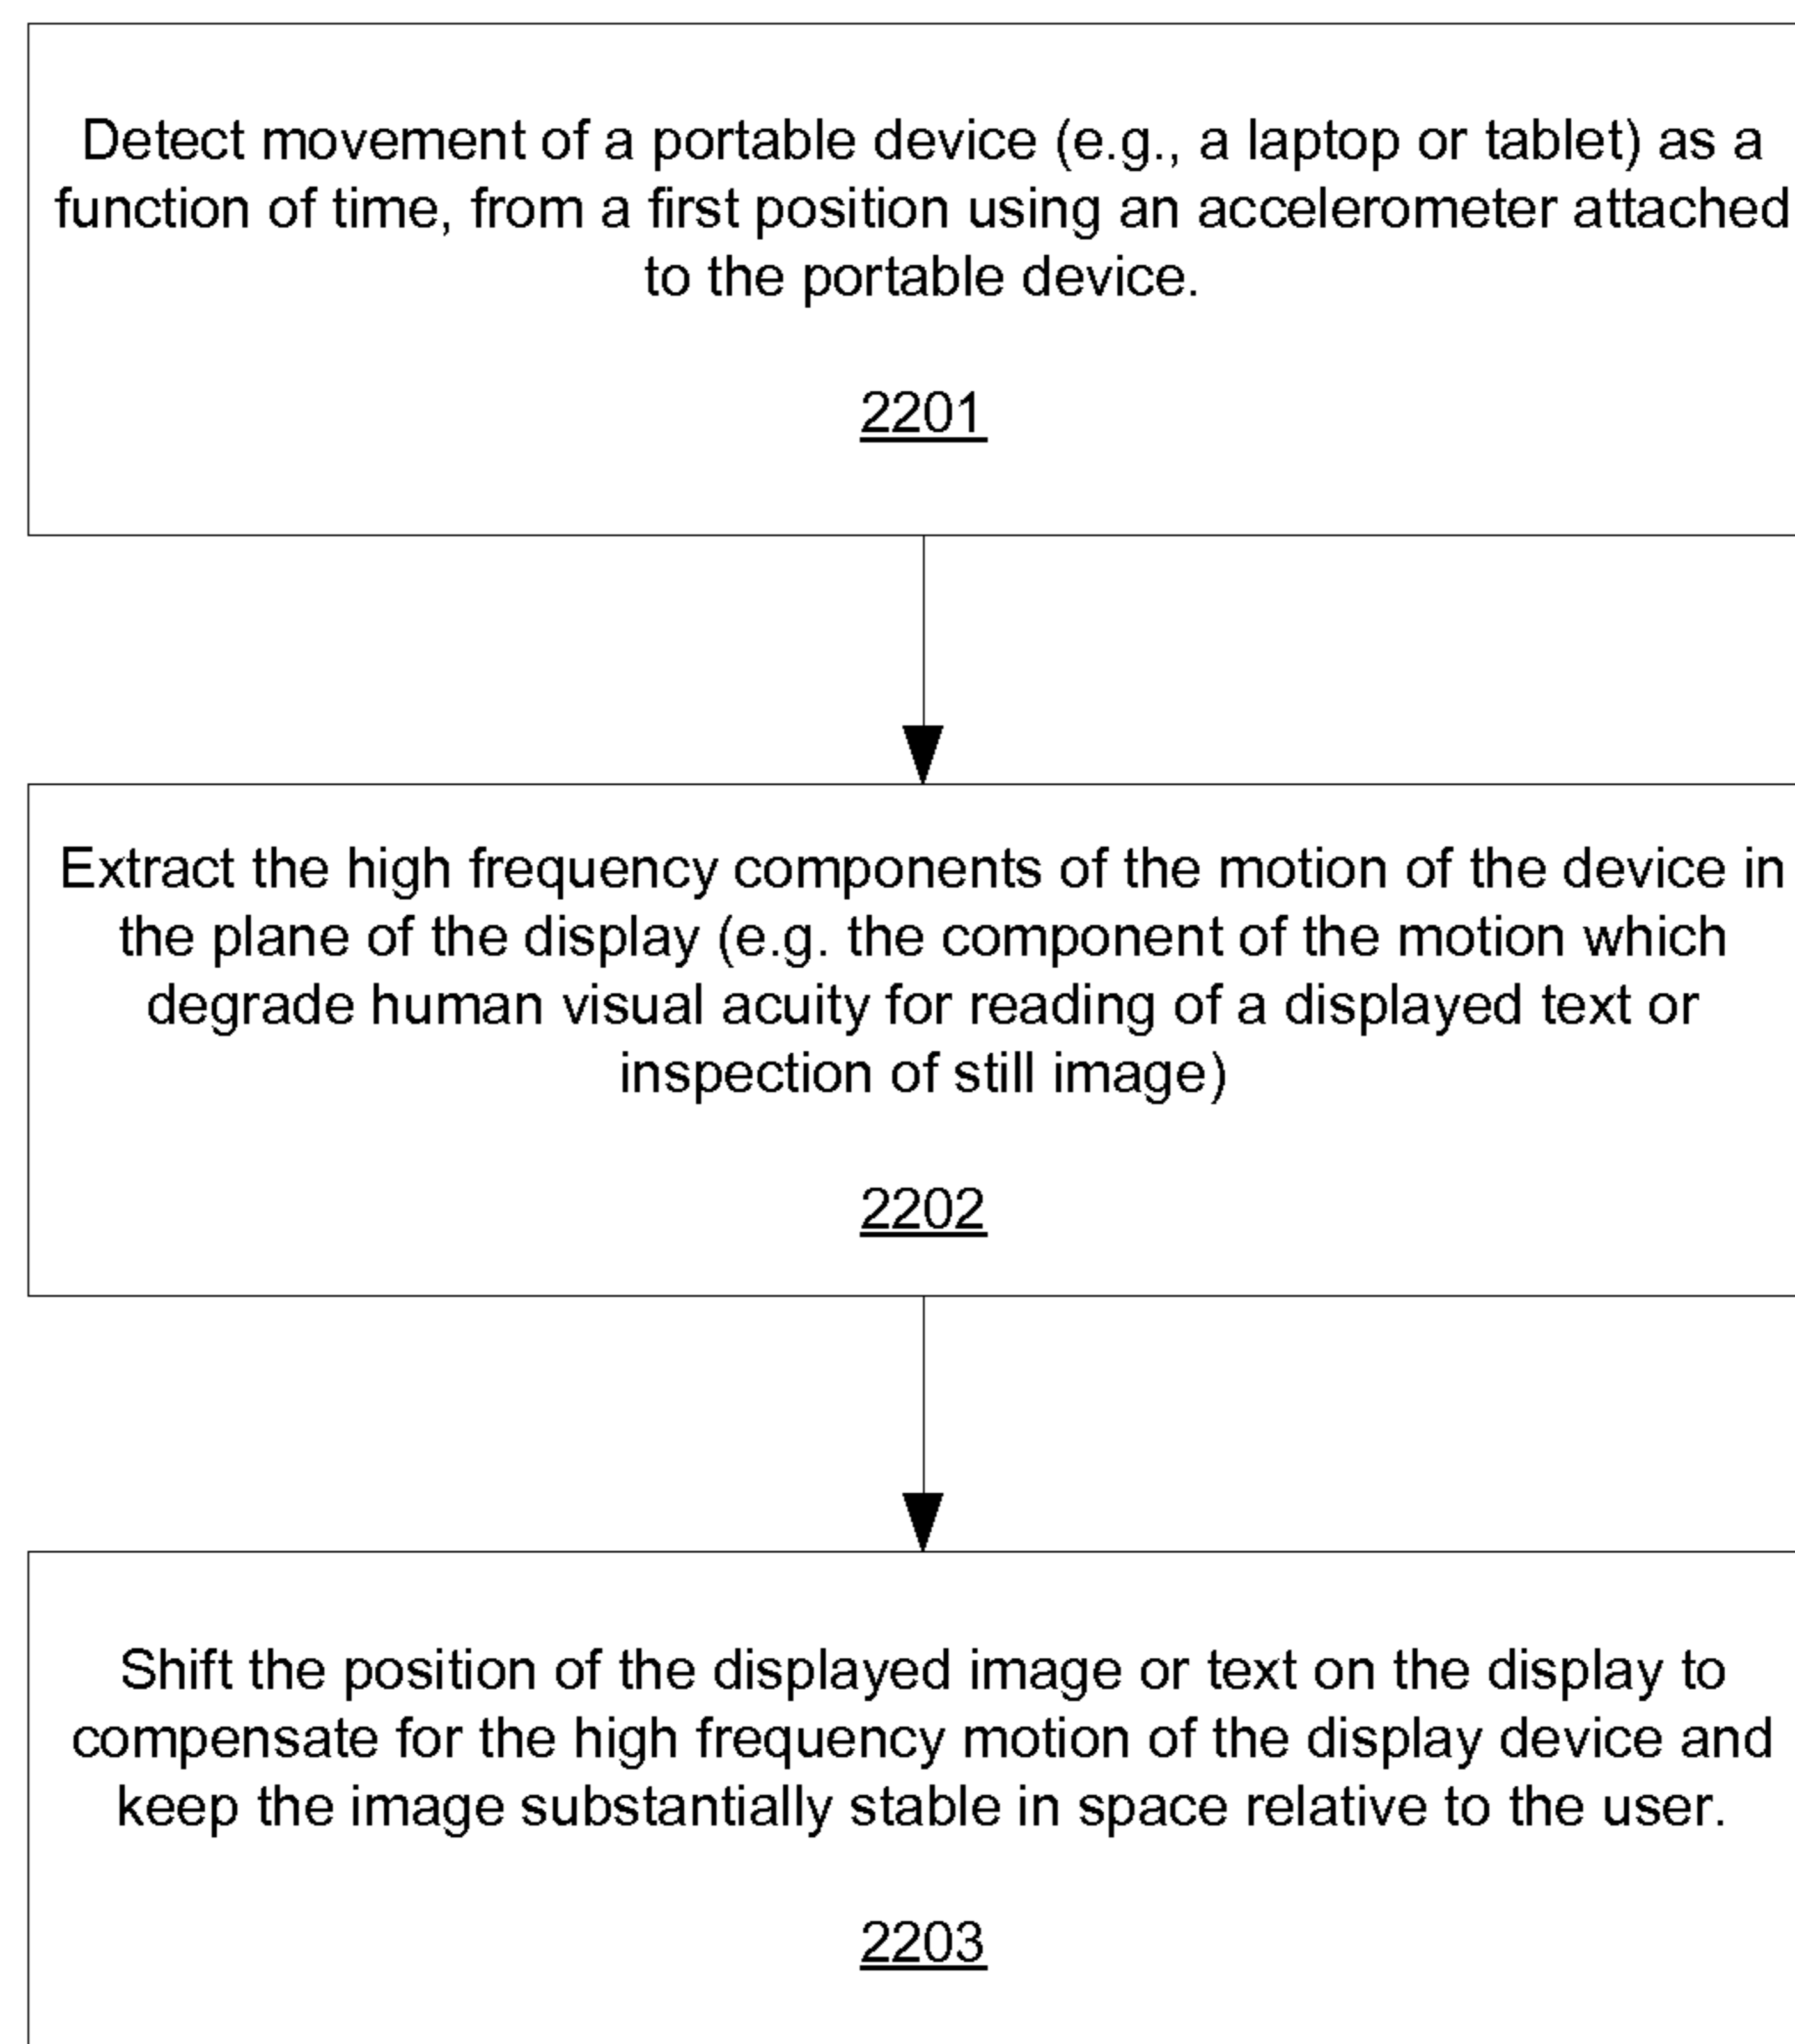 Detect movement of a portable device (e.g., a laptop or tablet) as a
function of time, from a first position using an accelerometer attached
to the portable device.
2201
Extract the high frequency components of the motion of the device in
the plane of the display (e.g. the component of the motion which
degrade human visual acuity for reading of a displayed text or
inspection of still image)
2202
Shift the position of the displayed image or text on the display to
compensate for the high frequency motion of the display device and
keep the image substantially stable in space relative to the user.
2203